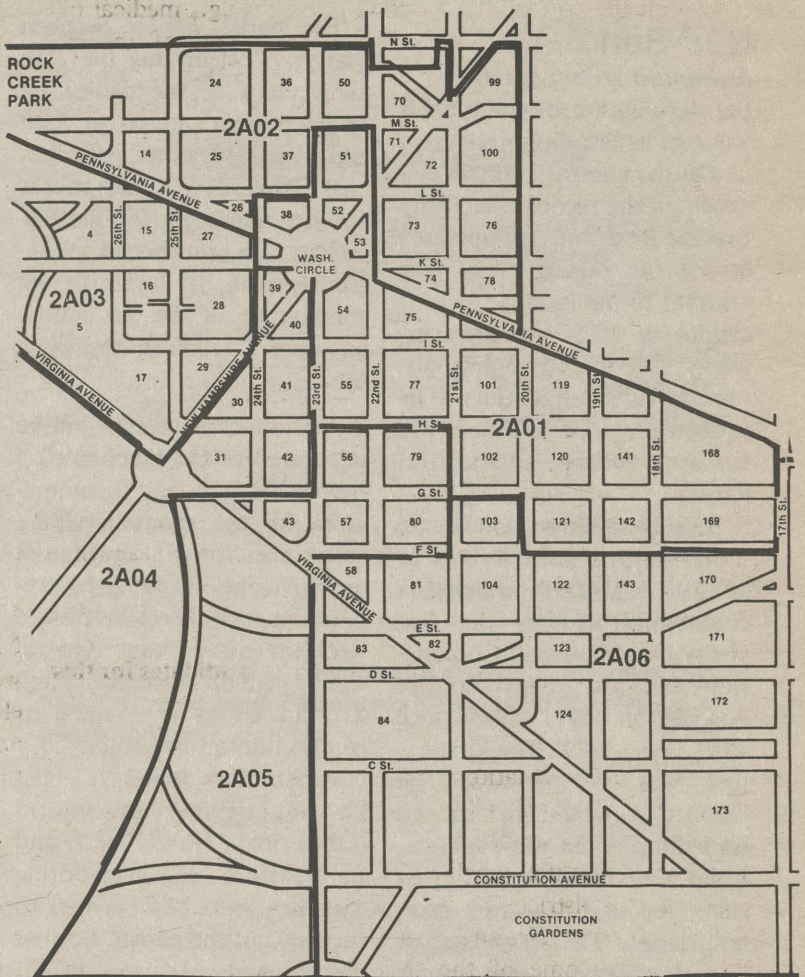 g., medical
N St.
ROCK
CREEK
PARK
24
36
50
99
70
2A02
M St.
71
14
25
37
51
72
100
PENNSYLVANIA AVENUE
L St.
26
38
52
4
26th St.
15
25th St.
27
53
73
76
WASH.
CIRCLE
K St.
2A03
16
28
39
74
78
5
40
54
75
PENNSYLVANIA AVENUE
I St.
VIRGINIA AVENUE
17
29
NEW HAMPSHIRE AVENUE
30
24th St.
41
23rd St.
55
22nd St.
77
21st St.
101
20th St.
119
19th St.
H St.
2A01
31
42
56
79
102
120
141
18th St.
168
G St.
43
57
80
103
121
142
169
17th St.
F St.
2A04
58
VIRGINIA AVENUE
81
104
122
143
170
E St.
83
82
123
2A06
171
D St.
84
124
172
2A05
C St.
173
CONSTITUTION AVENUE
CONSTITUTION
GARDENS